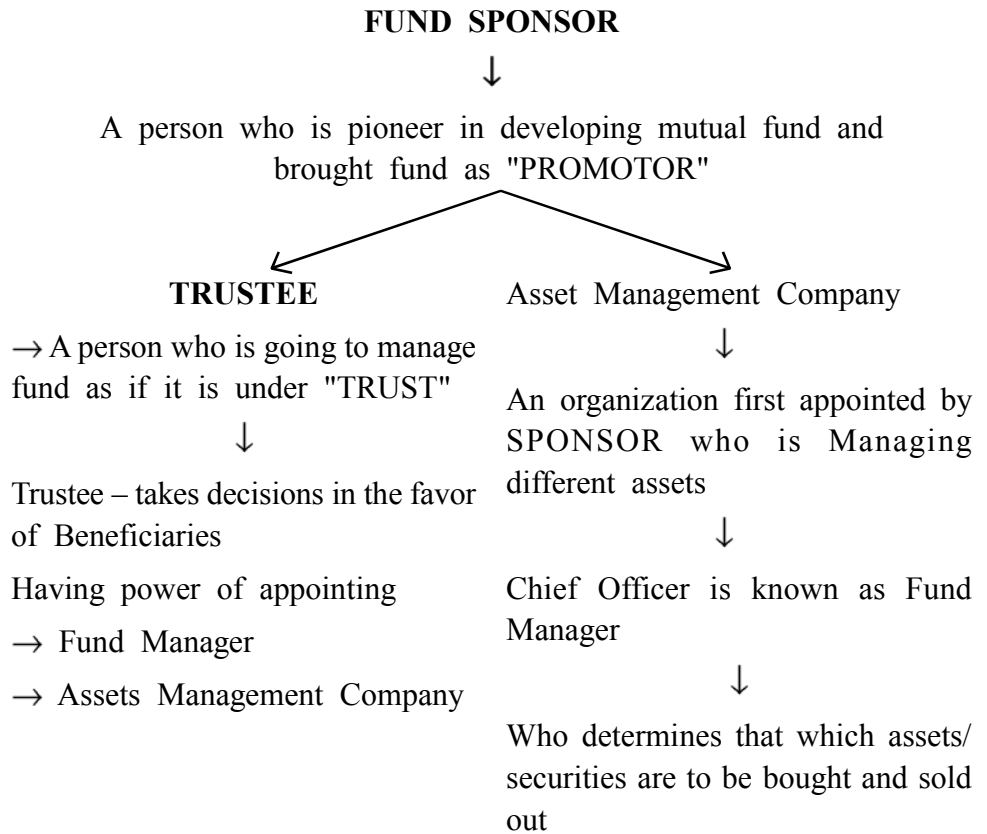 FUND SPONSOR
↓
A person who is pioneer in developing mutual fund and
brought fund as "PROMOTOR"
TRUSTEE
→ A person who is going to manage
fund as if it is under "TRUST"
↓
Trustee – takes decisions in the favor
of Beneficiaries
Having power of appointing
→ Fund Manager
→ Assets Management Company
Asset Management Company
↓
An organization first appointed by
SPONSOR who is Managing
different assets
↓
Chief Officer is known as Fund
Manager
↓
Who determines that which assets/
securities are to be bought and sold
out